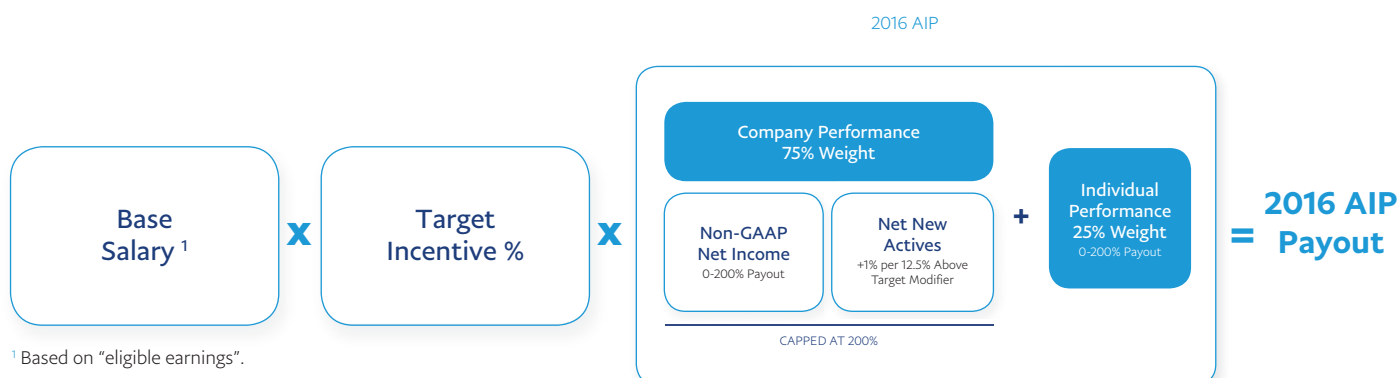 2016 AIP
Base
Salary ¹
x
Target
Incentive %
x
Company Performance
75% Weight
Non-GAAP
Net Income
0-200% Payout
Net New
Actives
+1% per 12.5% Above
Target Modifier
CAPPED AT 200%
+
Individual
Performance
25% Weight
0-200% Payout
=
2016 AIP
Payout
¹ Based on “eligible earnings”.